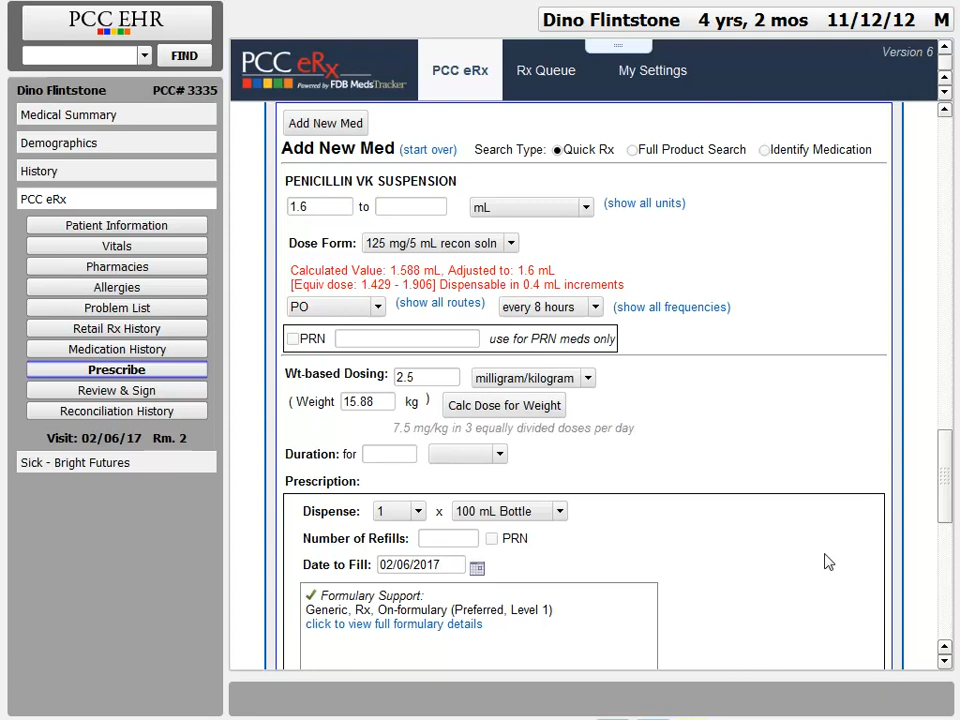 PCC EHR
Dino Flintstone 4 yrs, 2 mos 11/12/12 M
FIND
Dino Flintstone PCC# 3335
Medical Summary
Demographics
History
PCC eRx
Patient Information
Vitals
Pharmacies
Allergies
Problem List
Retail Rx History
Medication History
Prescribe
Review & Sign
Reconciliation History
Visit: 02/06/17 Rm. 2
Sick - Bright Futures
PCC eRx
Powered by FDB MedsTracker
PCC eRx Rx Queue My Settings
Version 6
Add New Med
Add New Med (start over) Search Type: Quick Rx Full Product Search Identify Medication
PENICILLIN VK SUSPENSION
1.6 to mL (show all units)
Dose Form: 125 mg/5 mL recon soln
Calculated Value: 1.588 mL, Adjusted to: 1.6 mL
[Equiv dose: 1.429 - 1.906] Dispensable in 0.4 mL increments
PO (show all routes) every 8 hours (show all frequencies)
PRN use for PRN meds only
Wt-based Dosing: 2.5 milligram/kilogram
( Weight 15.88 kg ) Calc Dose for Weight
7.5 mg/kg in 3 equally divided doses per day
Duration: for
Prescription:
Dispense: 1 x 100 mL Bottle
Number of Refills: PRN
Date to Fill: 02/06/2017
Formulary Support:
Generic, Rx, On-formulary (Preferred, Level 1)
click to view full formulary details